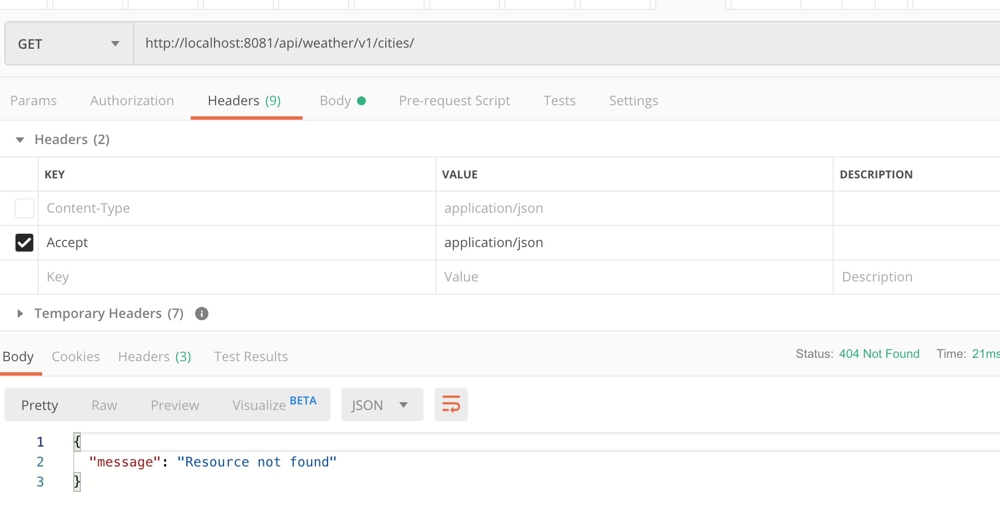 GET http://localhost:8081/api/weather/v1/cities/
Params Authorization Headers (9) Body Pre-request Script Tests Settings
Headers (2)
KEY VALUE DESCRIPTION
Content-Type application/json
Accept application/json
Key Value Description
Temporary Headers (7) i
Body Cookies Headers (3) Test Results Status: 404 Not Found Time: 21ms
Pretty Raw Preview Visualize BETA JSON
1 {
2 "message": "Resource not found"
3 }